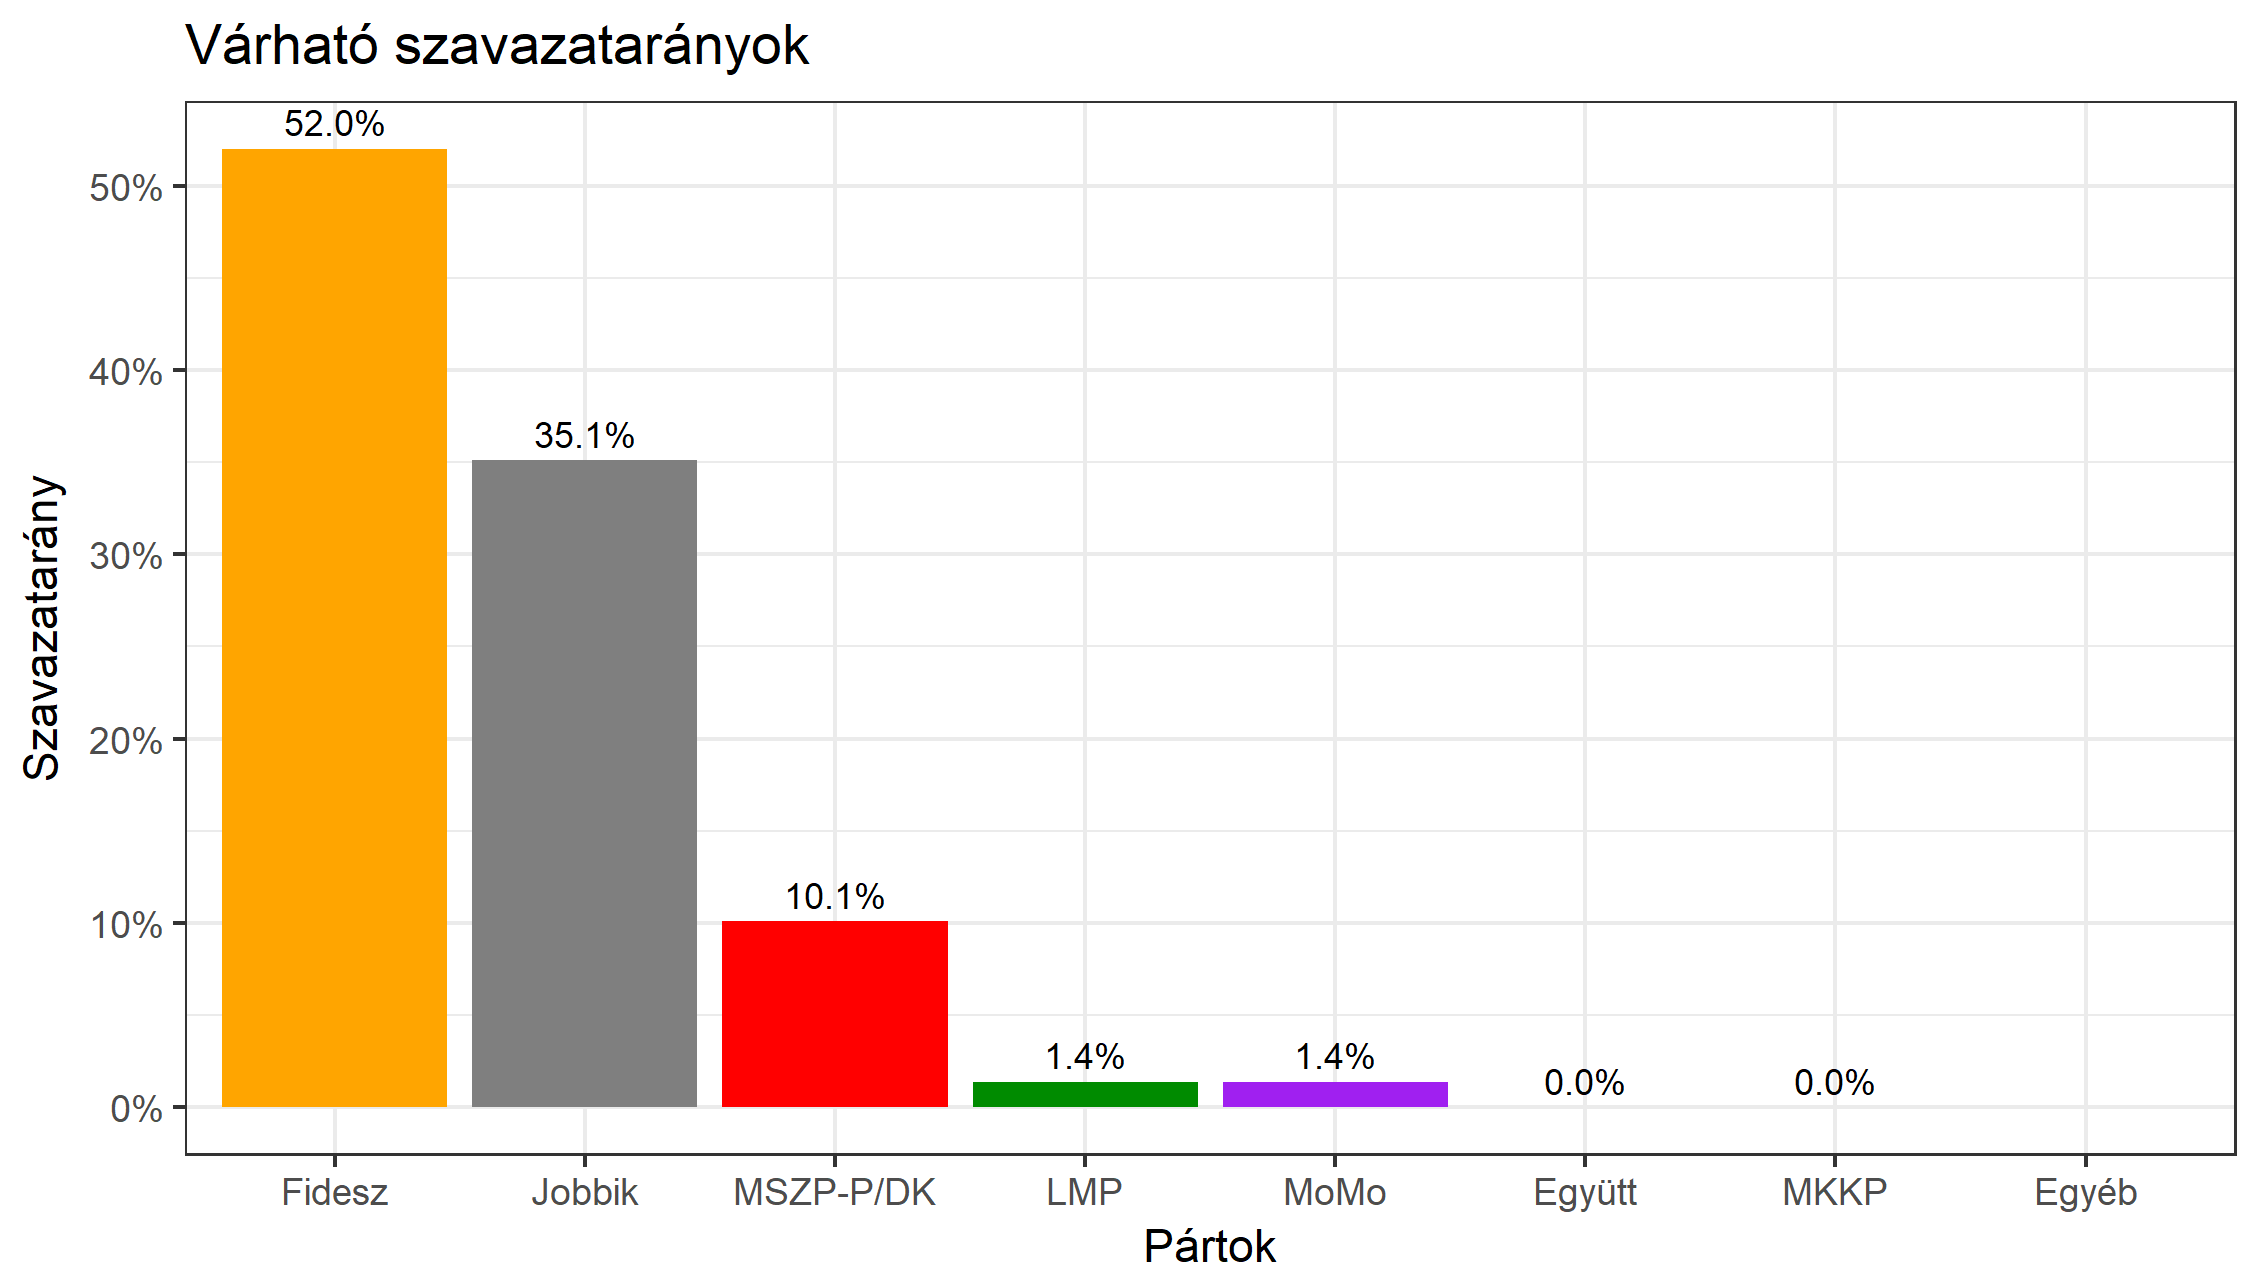 Várható szavazatarányok
Szavazatarány
50%
40%
30%
20%
10%
0%
52.0%
35.1%
10.1%
1.4%
1.4%
0.0%
0.0%
Fidesz
Jobbik
MSZP-P/DK
LMP
MoMo
Együtt
MKKP
Egyéb
Pártok